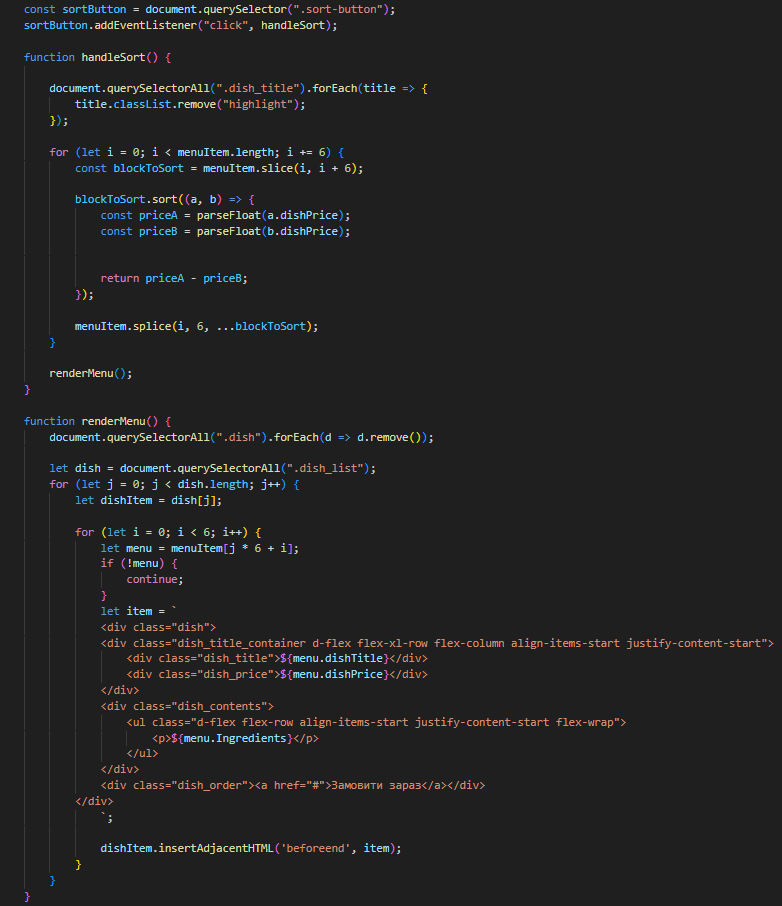 const sortButton = document.querySelector(".sort-button");
sortButton.addEventListener("click", handleSort);
function handleSort() {
document.querySelectorAll(".dish_title").forEach(title => {
title.classList.remove("highlight");
});
for (let i = 0; i < menuItem.length; i += 6) {
const blockToSort = menuItem.slice(i, i + 6);
blockToSort.sort((a, b) => {
const priceA = parseFloat(a.dishPrice);
const priceB = parseFloat(b.dishPrice);
return priceA - priceB;
});
menuItem.splice(i, 6, ...blockToSort);
}
renderMenu();
}
function renderMenu() {
document.querySelectorAll(".dish").forEach(d => d.remove());
let dish = document.querySelectorAll(".dish_list");
for (let j = 0; j < dish.length; j++) {
let dishItem = dish[j];
for (let i = 0; i < 6; i++) {
let menu = menuItem[j * 6 + i];
if (!menu) {
continue;
}
let item = `
<div class="dish">
<div class="dish_title_container d-flex flex-xl-row flex-column align-items-start justify-content-start">
<div class="dish_title">${menu.dishTitle}</div>
<div class="dish_price">${menu.dishPrice}</div>
</div>
<div class="dish_contents">
<ul class="d-flex flex-row align-items-start justify-content-start flex-wrap">
<p>${menu.Ingredients}</p>
</ul>
</div>
<div class="dish_order"><a href="#">Замовити зараз</a></div>
</div>
`;
dishItem.insertAdjacentHTML('beforeend', item);
}
}
}